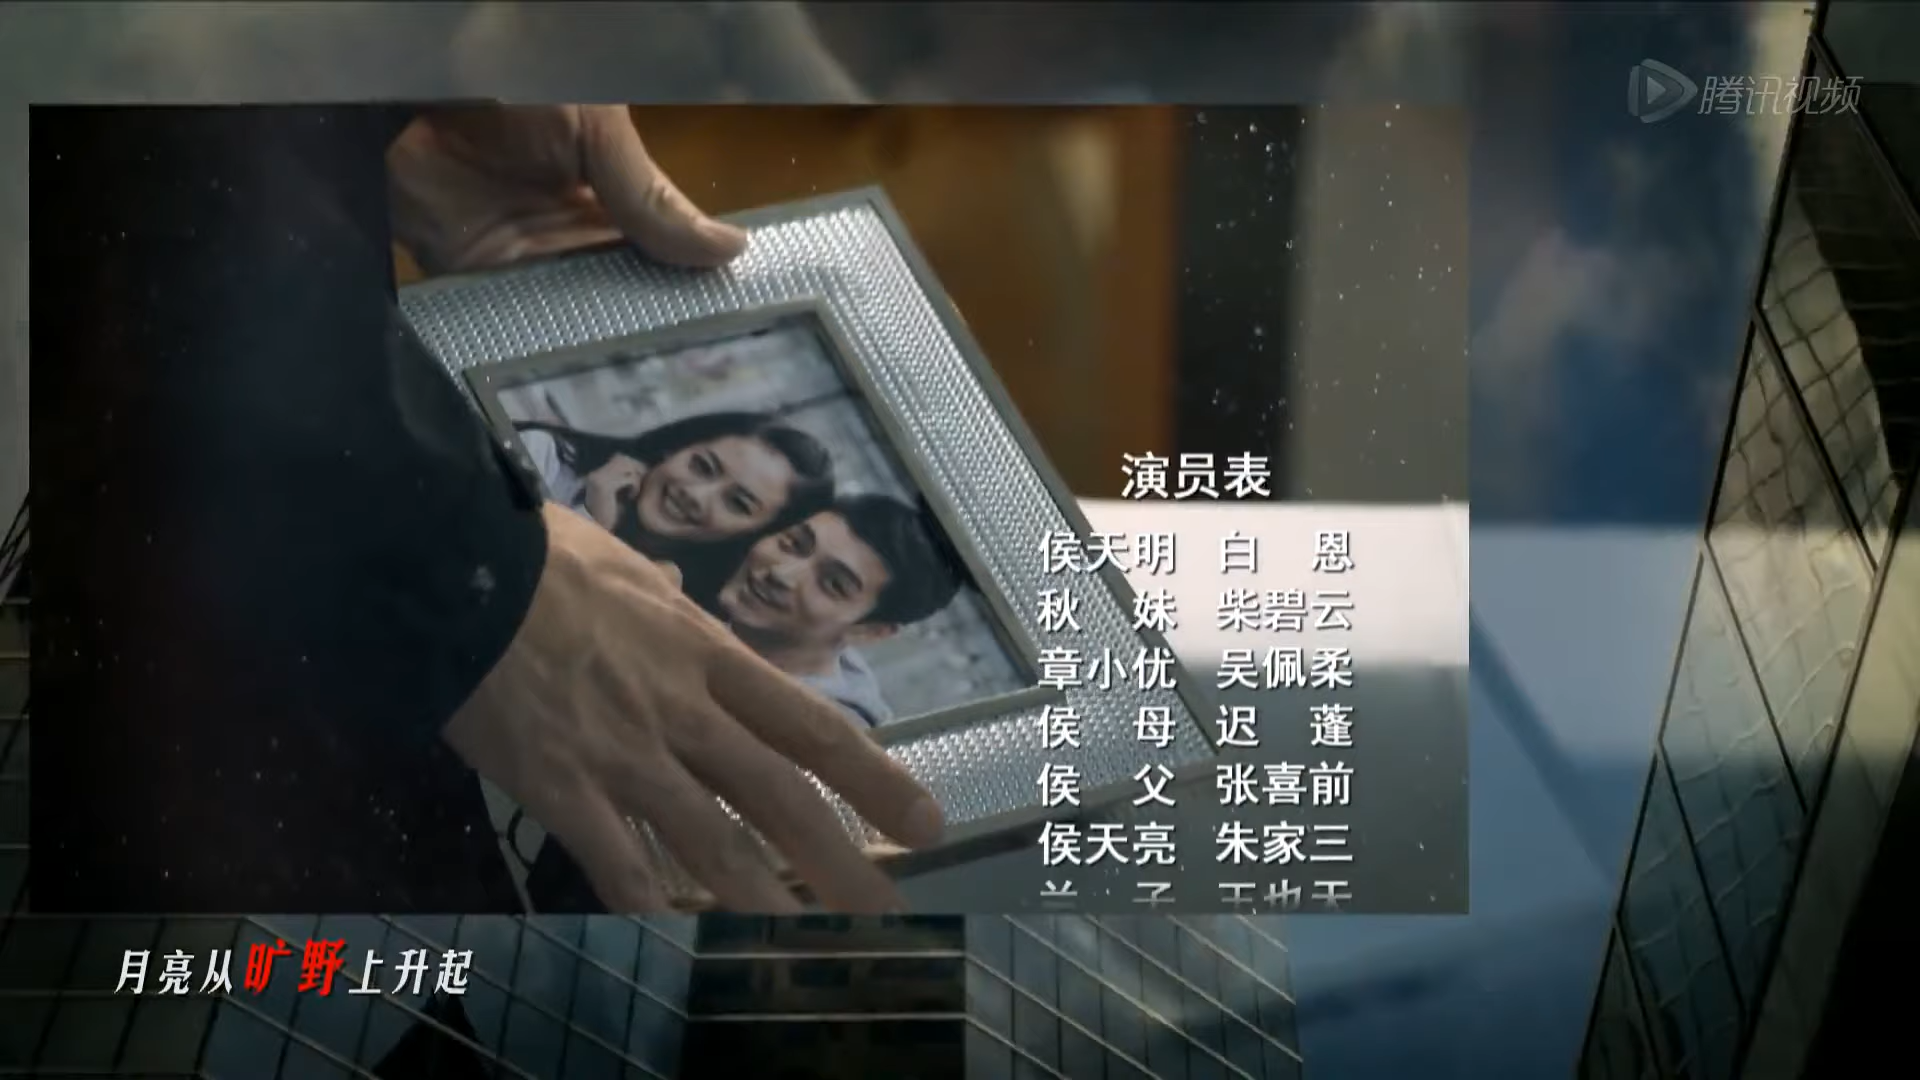 腾讯视频
演员表
侯天明 白 恩
秋 妹 柴碧云
章小优 吴佩柔
侯 母 迟 蓬
侯 父 张喜前
侯天亮 朱家三
月亮从旷野上升起